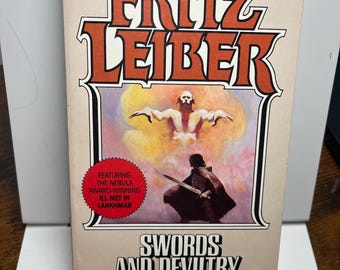 FRITZ
LEIBER
FEATURING
THE NEBULA
AWARD-WINNING
'ILL MET IN
LANKHMAR'
SWORDS
AND DEVILTRY